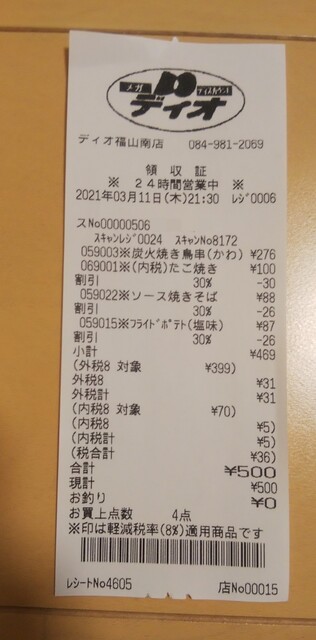 メガ ディスカウント
ディオ
ディオ福山南店 084-981-2069
領収証
※ 24時間営業中 ※
2021年03月11日(木)21:30 レジ0006
スNo00000506
スキャンレジ0024 スキャンNo8172
059003※炭火焼き鳥串(かわ) ¥276
069001※(内税)たこ焼き ¥100
割引 30% -30
059022※ソース焼きそば ¥88
割引 30% -26
059015※フライドポテト(塩味) ¥87
割引 30% -26
小計 ¥469
(外税8 対象 ¥399)
外税8 ¥31
外税計 ¥31
(内税8 対象 ¥70)
(内税8 ¥5)
(内税計 ¥5)
(税合計 ¥36)
合計 ¥500
現計 ¥500
お釣り ¥0
お買上点数 4点
※印は軽減税率(8%)適用商品です
レシートNo4605 店No00015